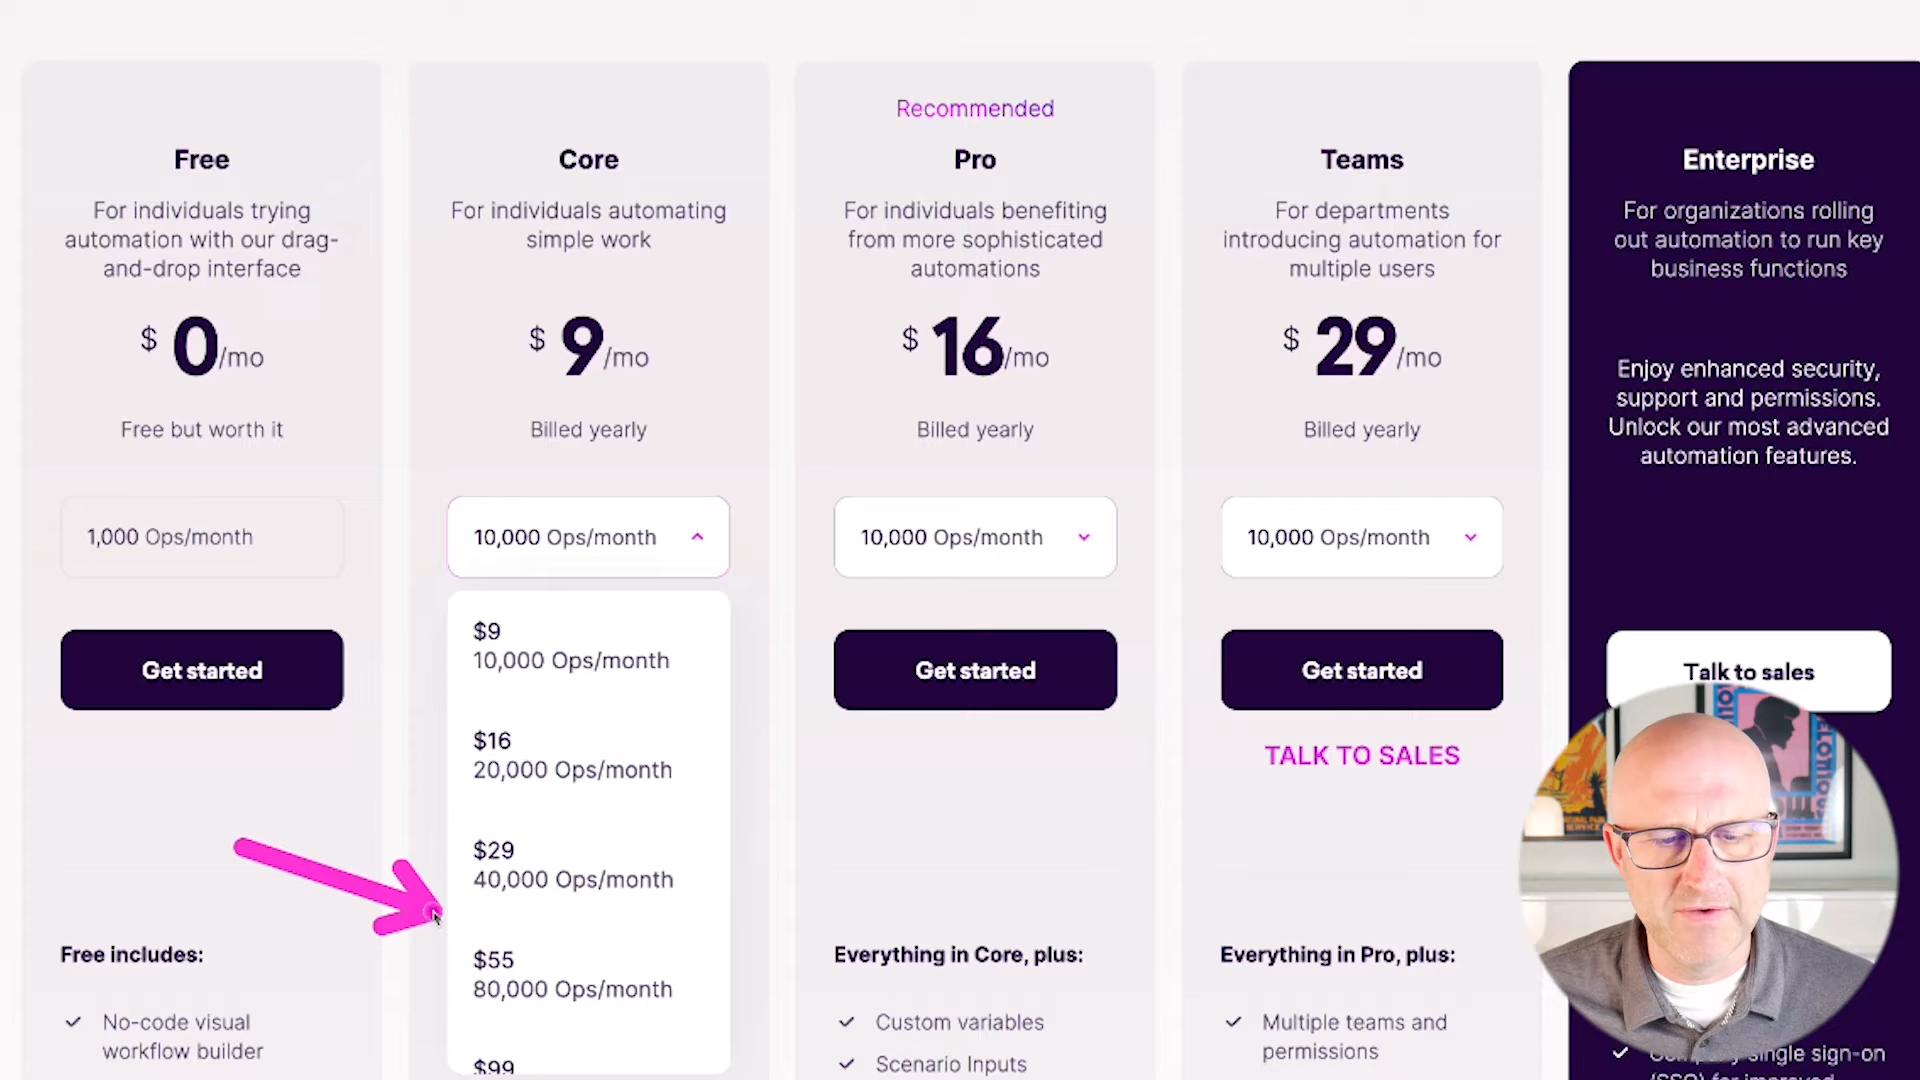 Free
For individuals trying
automation with our drag-
and-drop interface
$ 0/mo
Free but worth it
1,000 Ops/month
Get started
Free includes:
No-code visual
workflow builder
Core
For individuals automating
simple work
$ 9/mo
Billed yearly
10,000 Ops/month
$9
10,000 Ops/month
$16
20,000 Ops/month
$29
40,000 Ops/month
$55
80,000 Ops/month
$99
Recommended
Pro
For individuals benefiting
from more sophisticated
automations
$ 16/mo
Billed yearly
10,000 Ops/month
Get started
Everything in Core, plus:
Custom variables
Scenario Inputs
Teams
For departments
introducing automation for
multiple users
$ 29/mo
Billed yearly
10,000 Ops/month
Get started
TALK TO SALES
Everything in Pro, plus:
Multiple teams and
permissions
Enterprise
For organizations rolling
out automation to run key
business functions
Enjoy enhanced security,
support and permissions.
Unlock our most advanced
automation features.
Talk to sales
single sign-on
(SSO) for improved